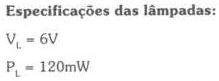 Especificações das lâmpadas:
V_L = 6V
P_L = 120mW